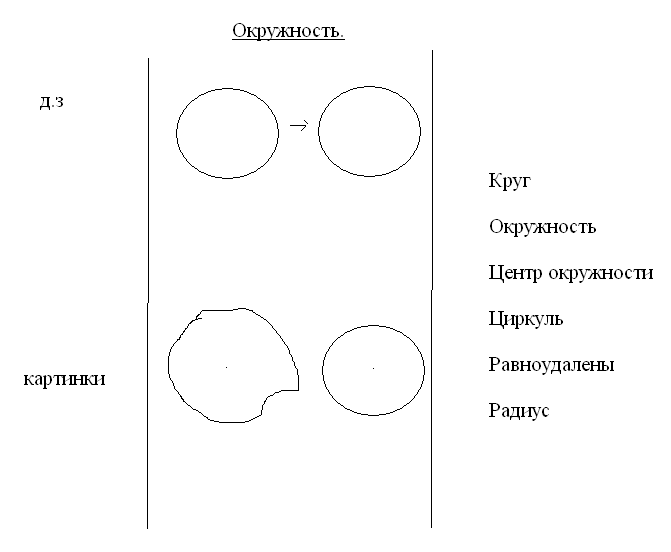 Окружность.
д.з
Круг
Окружность
Центр окружности
Циркуль
Равноудалены
картинки
Радиус